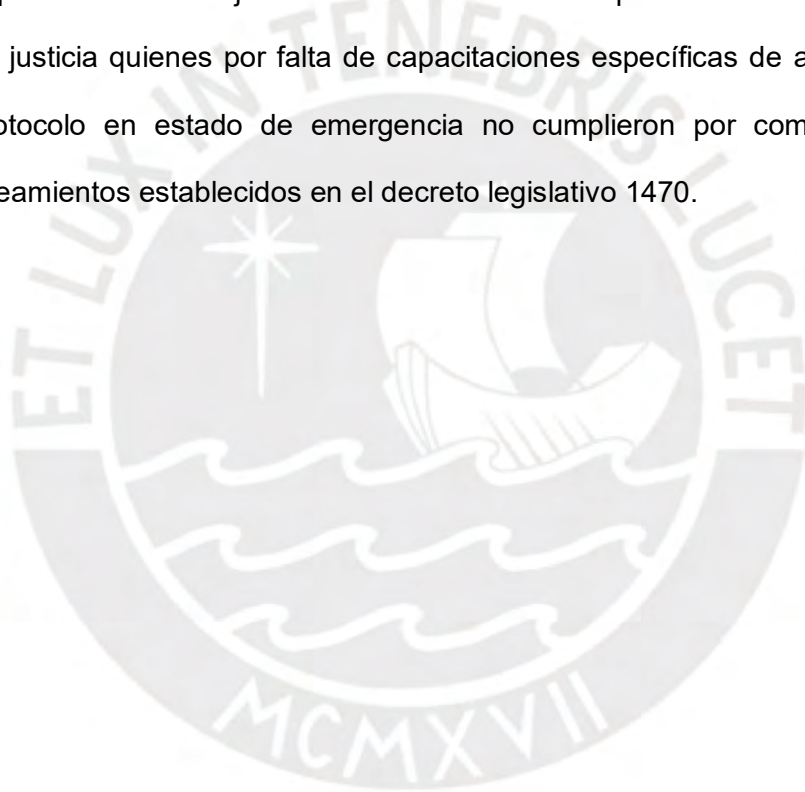 justicia quienes por falta de capacitaciones específicas de a
otocolo en estado de emergencia no cumplieron por com
eamientos establecidos en el decreto legislativo 1470.
ET LUX IN TENEBRIS LUCET
MCMXVII